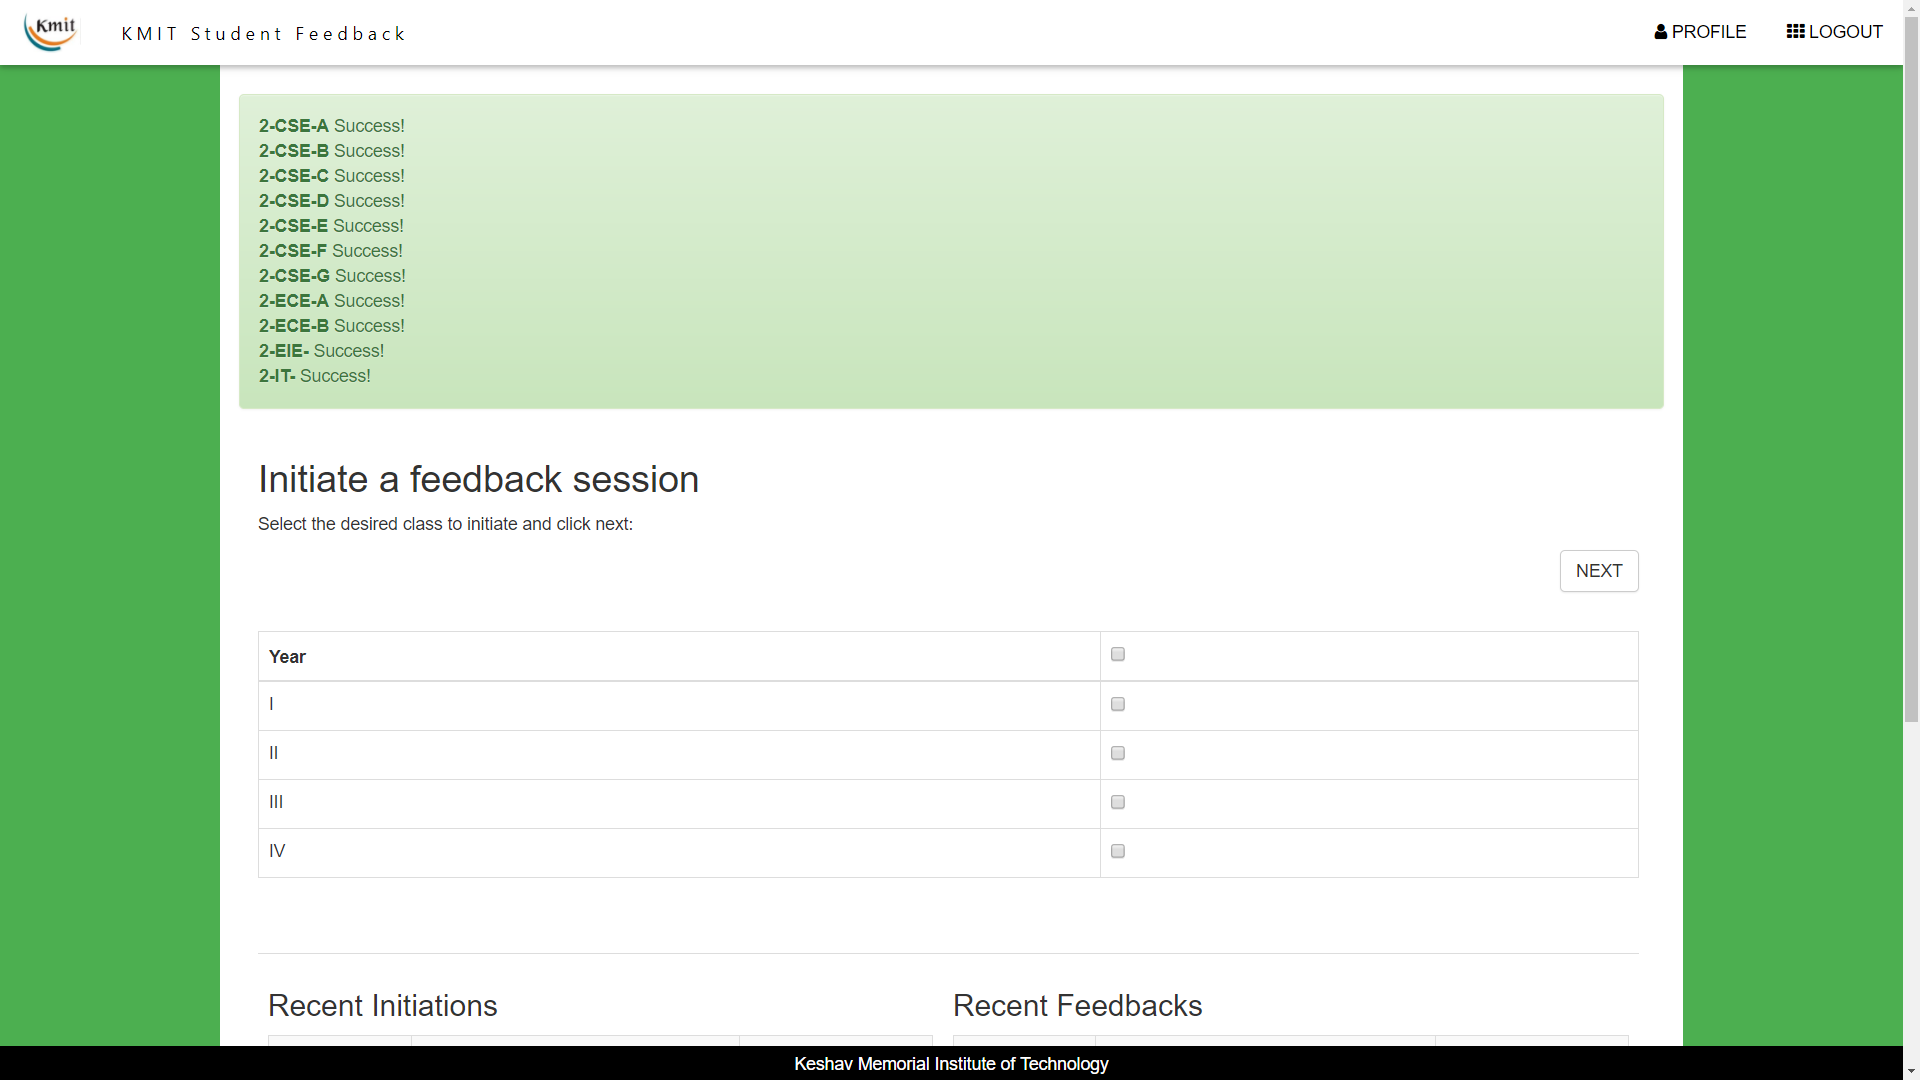 Kmit
KMIT Student Feedback
PROFILE
LOGOUT
2-CSE-A Success!
2-CSE-B Success!
2-CSE-C Success!
2-CSE-D Success!
2-CSE-E Success!
2-CSE-F Success!
2-CSE-G Success!
2-ECE-A Success!
2-ECE-B Success!
2-EIE- Success!
2-IT- Success!
Initiate a feedback session
Select the desired class to initiate and click next:
NEXT
Year
I
II
III
IV
Recent Initiations
Recent Feedbacks
Keshav Memorial Institute of Technology